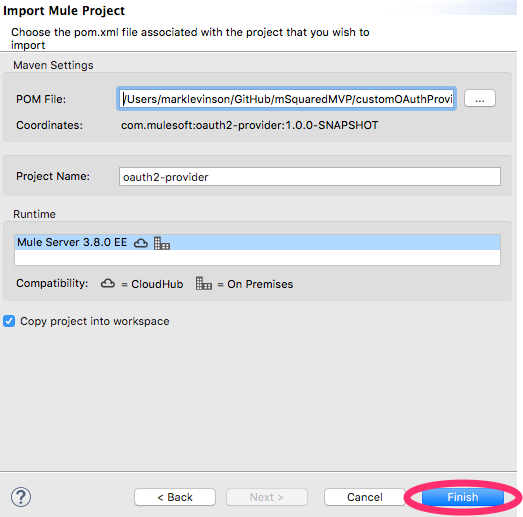 Import Mule Project
Choose the pom.xml file associated with the project that you wish to
import
Maven Settings
POM File: /Users/marklevinson/GitHub/mSquaredMVP/customOAuthProvi ...
Coordinates: com.mulesoft:oauth2-provider:1.0.0-SNAPSHOT
Project Name: oauth2-provider
Runtime
Mule Server 3.8.0 EE
Compatibility: = CloudHub = On Premises
Copy project into workspace
? < Back Next > Cancel Finish